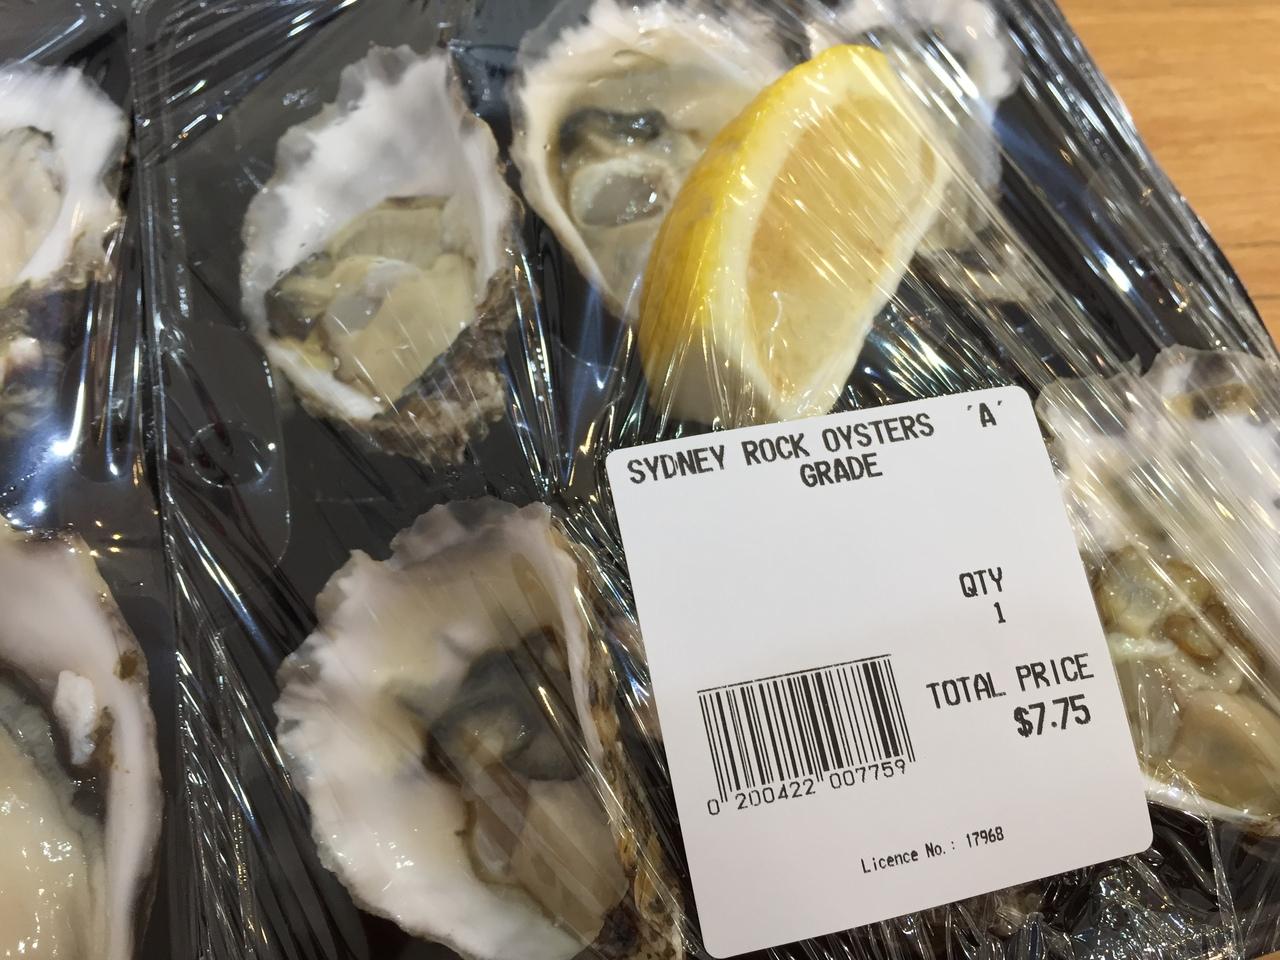 SYDNEY ROCK OYSTERS 'A'
GRADE
QTY
1
TOTAL PRICE
$7.75
0 200422 007759
Licence No.: 17968